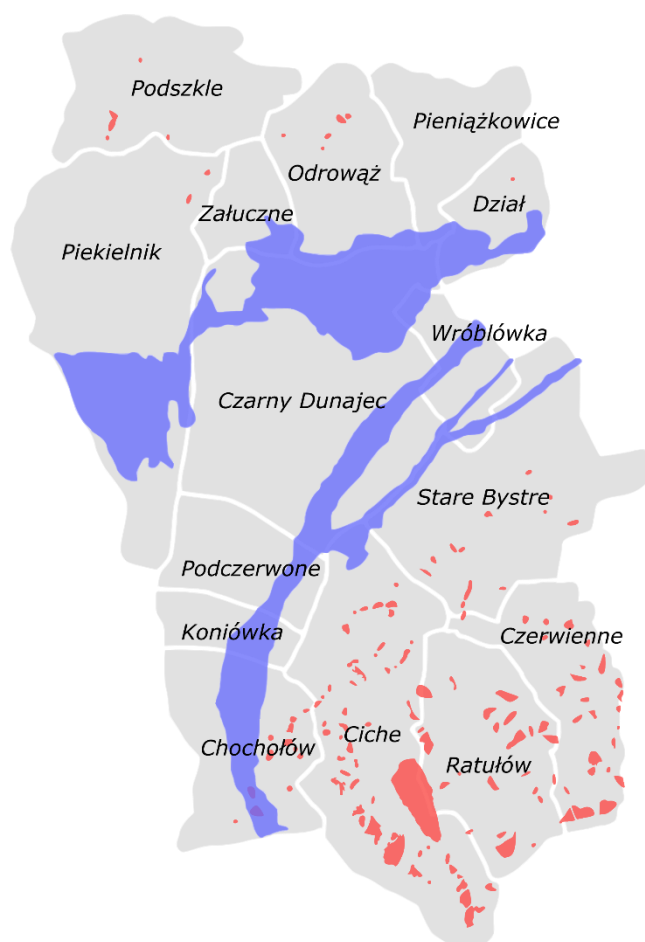 Podszkle
Pieniążkowice
Odrowąż
Załuczne
Dział
Piekielnik
Wróblówka
Czarny Dunajec
Stare Bystre
Podczerwone
Koniówka
Czerwienne
Chochołów
Ciche
Ratułów